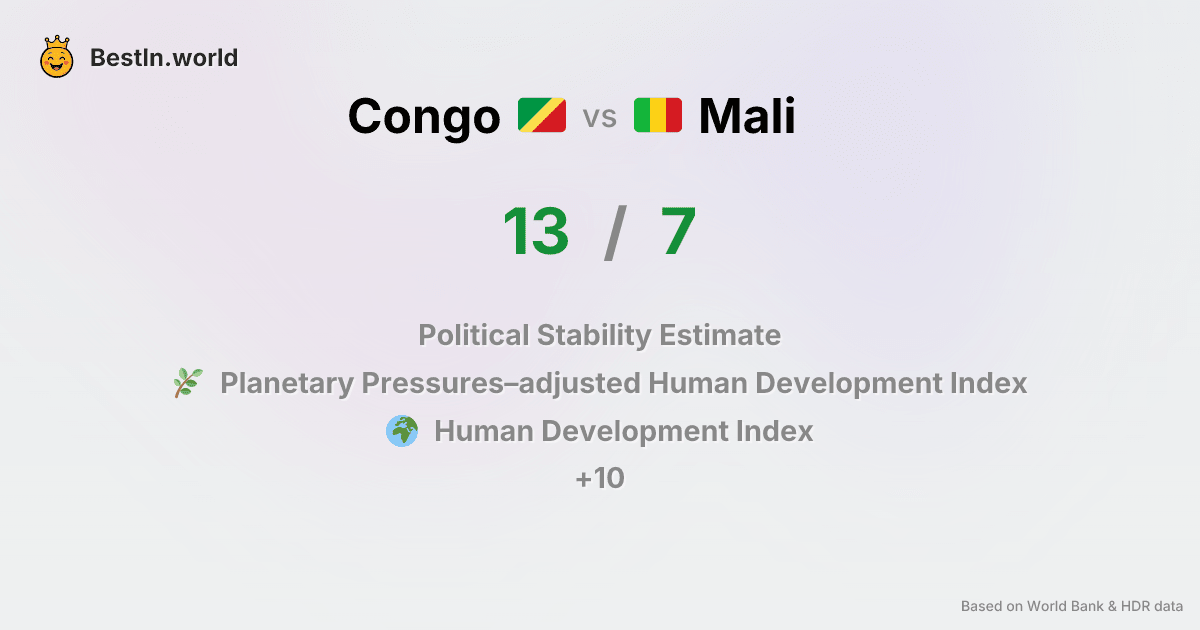 BestIn.world
Congo vs Mali
13 / 7
Political Stability Estimate
Planetary Pressures–adjusted Human Development Index
Human Development Index
+10
Based on World Bank & HDR data